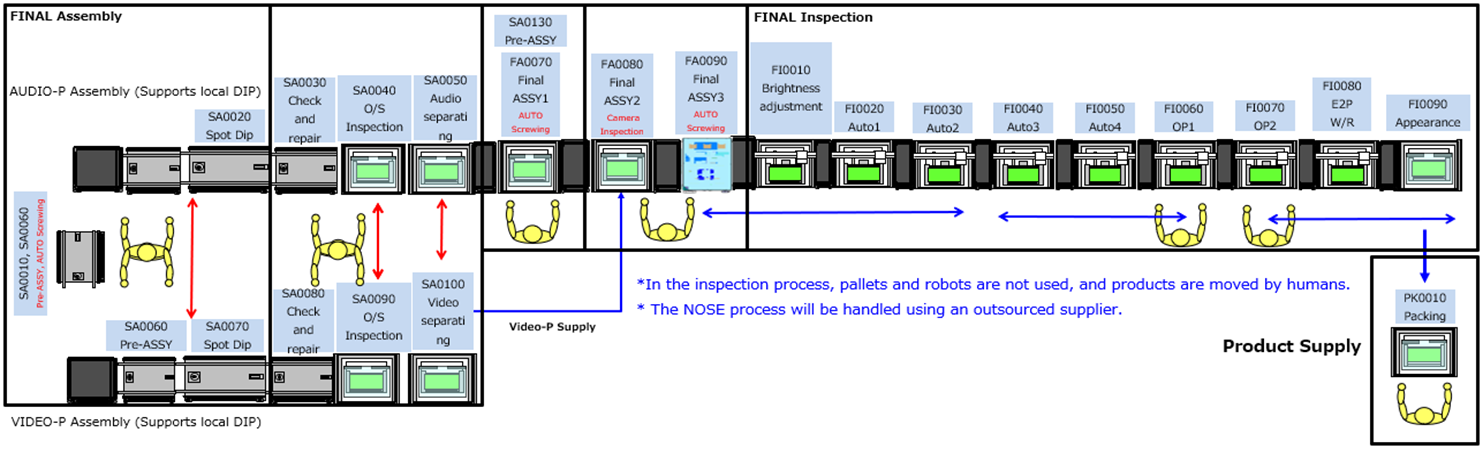 FINAL Assembly
FINAL Inspection
SA0130
Pre-ASSY
FA0070
Final
ASSY1
AUTO
Screwing
FA0080
Final
ASSY2
Camera
Inspection
FA0090
Final
ASSY3
AUTO
Screwing
FI0010
Brightness
adjustment
FI0020
Auto1
FI0030
Auto2
FI0040
Auto3
FI0050
Auto4
FI0060
OP1
FI0070
OP2
FI0080
E2P
W/R
FI0090
Appearance
AUDIO-P Assembly (Supports local DIP)
SA0020
Spot Dip
SA0030
Check
and
repair
SA0040
O/S
Inspection
SA0050
Audio
separati
ng
SA0010, SA0060
Pre-ASSY, AUTO Screwing
SA0060
Pre-ASSY
SA0070
Spot Dip
SA0080
Check
and
repair
SA0090
O/S
Inspection
SA0100
Video
separati
ng
Video-P Supply
*In the inspection process, pallets and robots are not used, and products are moved by humans.
* The NOSE process will be handled using an outsourced supplier.
Product Supply
PK0010
Packing
VIDEO-P Assembly (Supports local DIP)